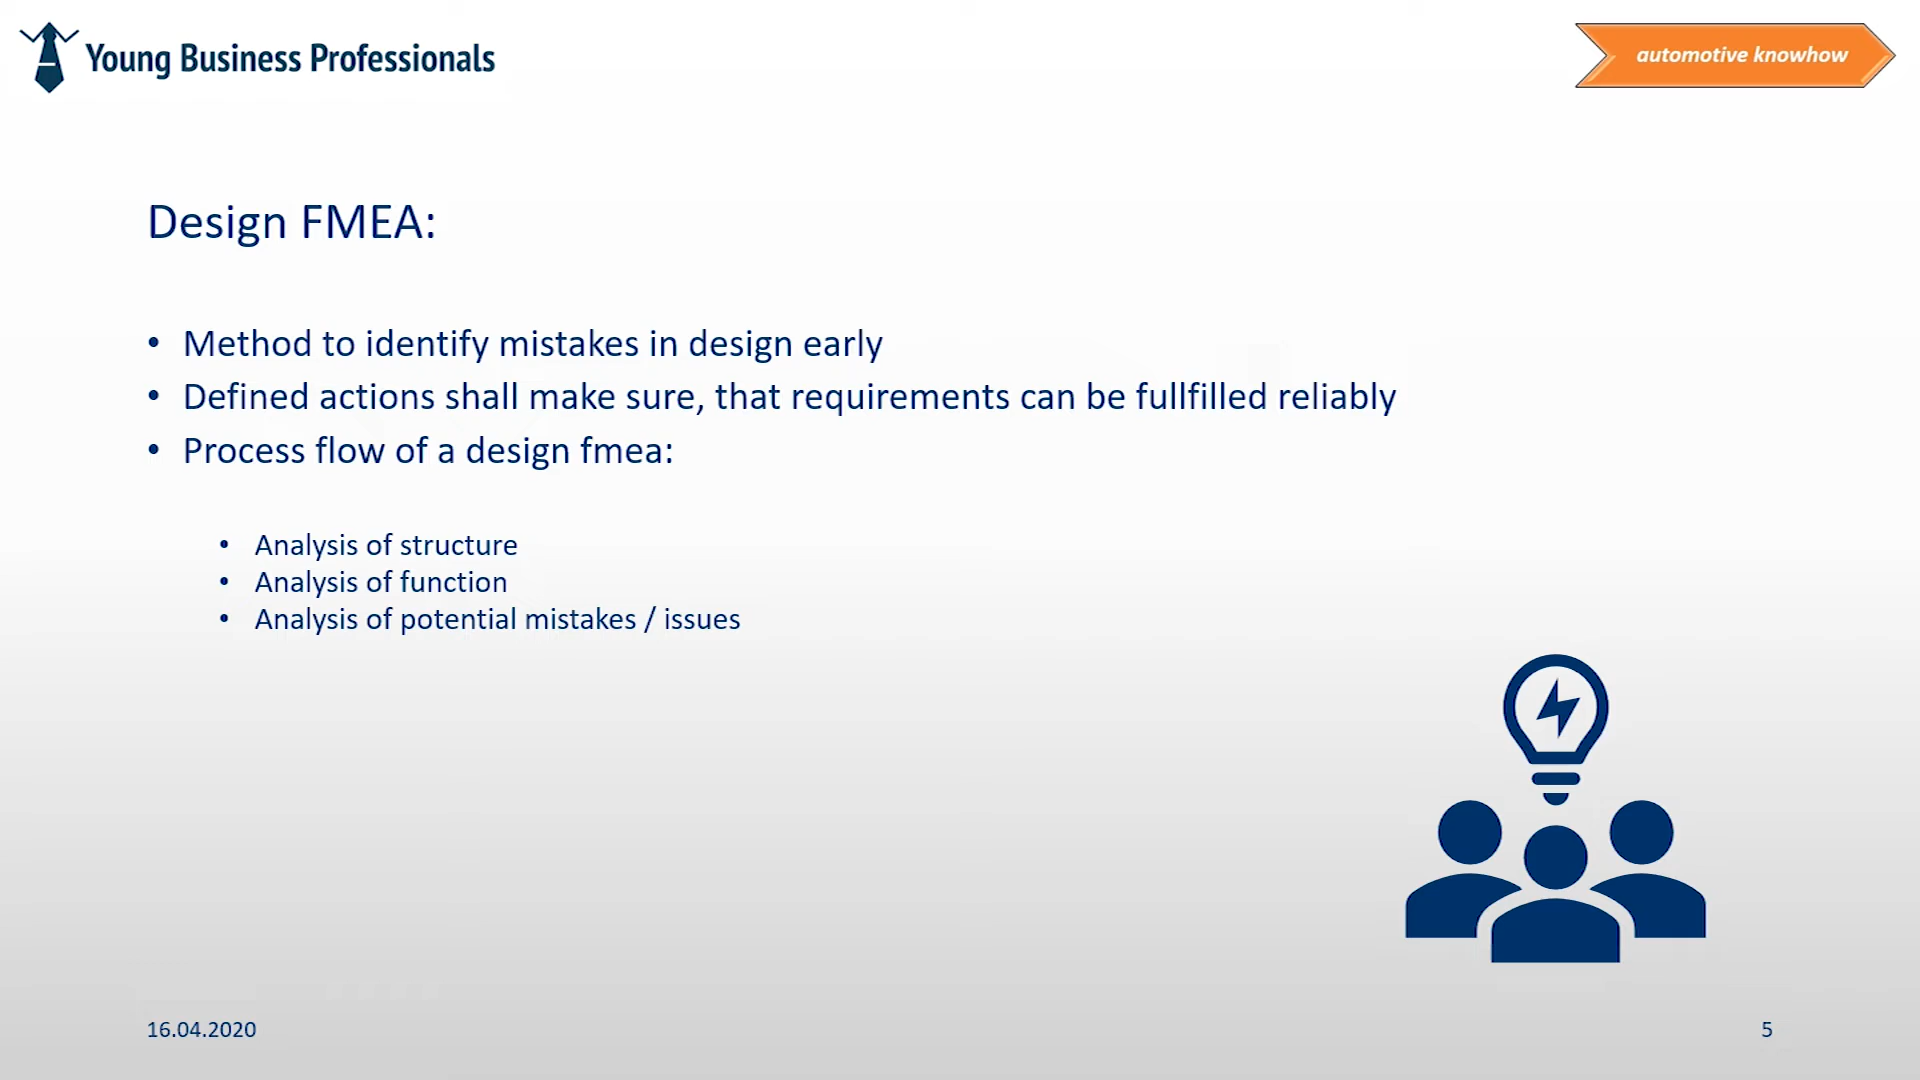 Young Business Professionals
automotive knowhow
Design FMEA:
• Method to identify mistakes in design early
• Defined actions shall make sure, that requirements can be fullfilled reliably
• Process flow of a design fmea:
• Analysis of structure
• Analysis of function
• Analysis of potential mistakes / issues
16.04.2020
5